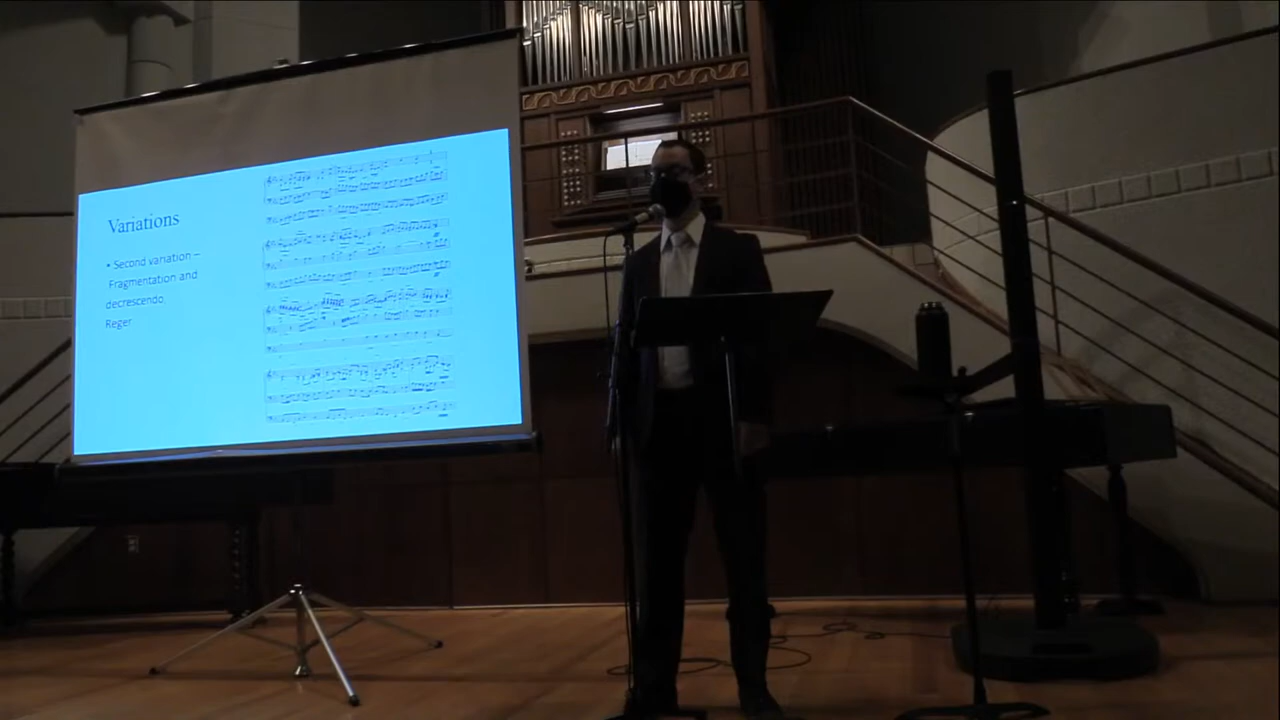 Variations
• Second variation –
Fragmentation and
decrescendo,
Reger